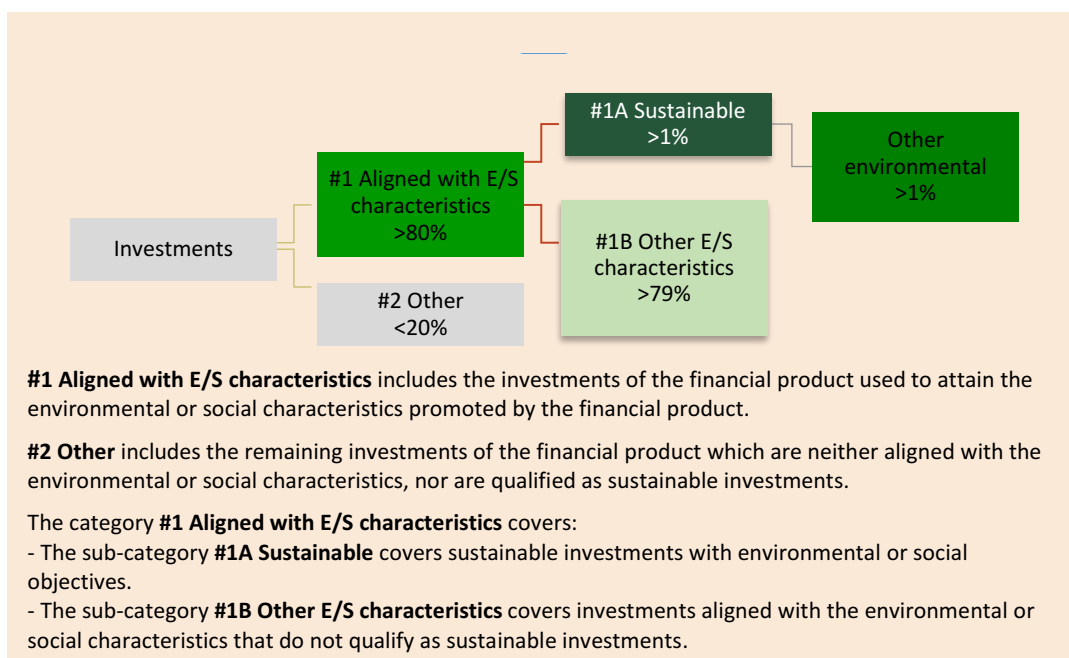 #1A Sustainable
>1%
Other
environmental
>1%
#1 Aligned with E/S
characteristics
>80%
Investments
#1B Other E/S
characteristics
>79%
#2 Other
<20%
#1 Aligned with E/S characteristics includes the investments of the financial product used to attain the
environmental or social characteristics promoted by the financial product.
#2 Other includes the remaining investments of the financial product which are neither aligned with the
environmental or social characteristics, nor are qualified as sustainable investments.
The category #1 Aligned with E/S characteristics covers:
- The sub-category #1A Sustainable covers sustainable investments with environmental or social
objectives.
- The sub-category #1B Other E/S characteristics covers investments aligned with the environmental or
social characteristics that do not qualify as sustainable investments.